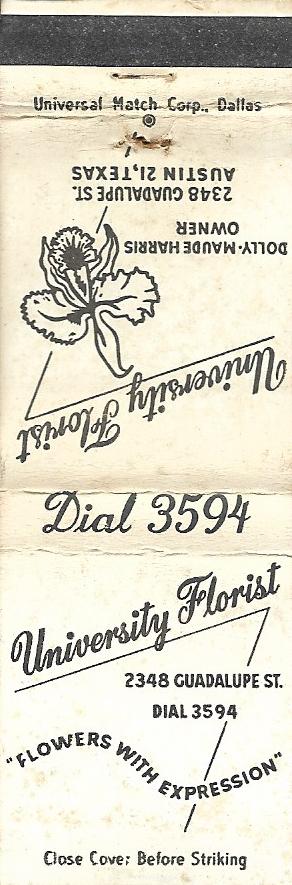 Universal Match Corp., Dallas
University Florist
DOLLY-MAUDE HARRIS
OWNER
2348 GUADALUPE ST.
AUSTIN 21, TEXAS
Dial 3594
University Florist
2348 GUADALUPE ST.
DIAL 3594
"FLOWERS WITH EXPRESSION"
Close Cover Before Striking